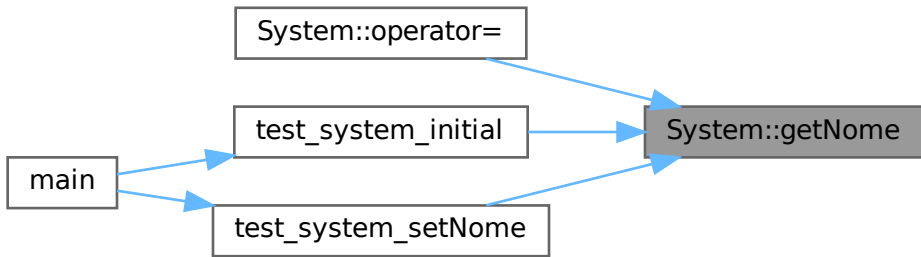 System::operator=
test_system_initial
System::getNome
main
test_system_setNome